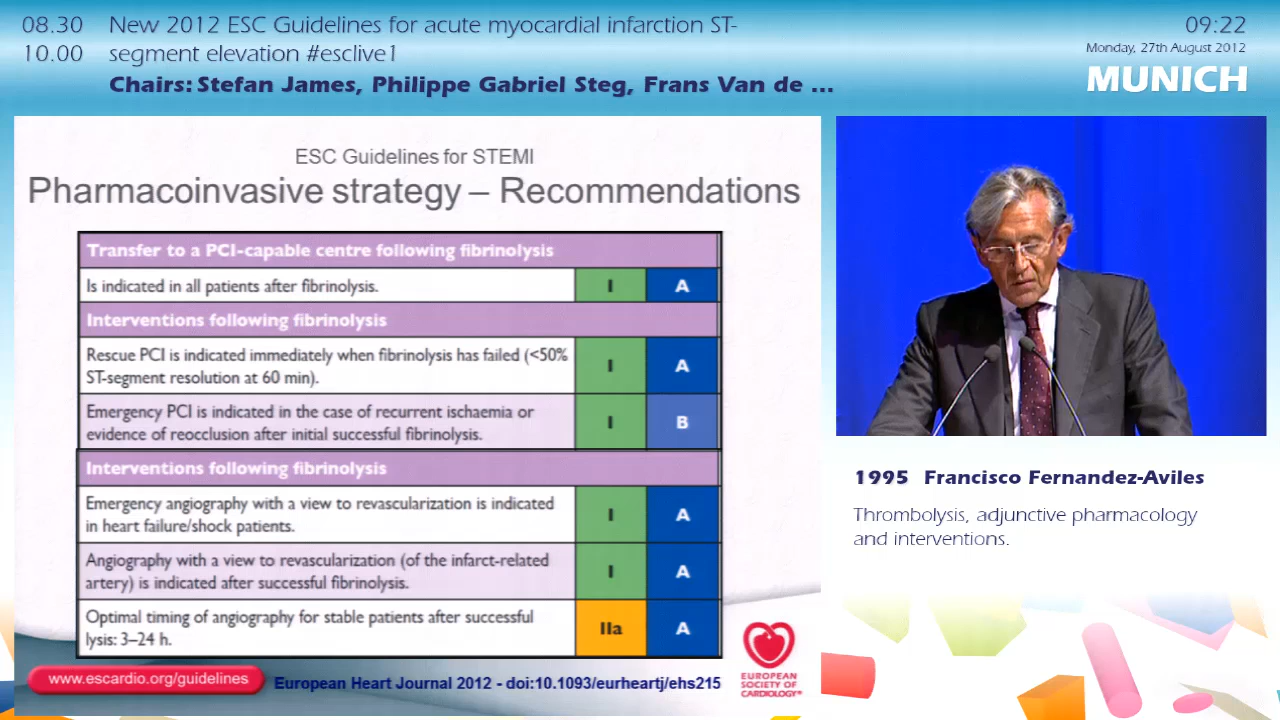 08.30
10.00
New 2012 ESC Guidelines for acute myocardial infarction ST-
segment elevation #esclive1
Chairs: Stefan James, Philippe Gabriel Steg, Frans Van de ...
09:22
Monday, 27th August 2012
MUNICH
ESC Guidelines for STEMI
Pharmacoinvasive strategy – Recommendations
Transfer to a PCI-capable centre following fibrinolysis
Is indicated in all patients after fibrinolysis. I A
Interventions following fibrinolysis
Rescue PCI is indicated immediately when fibrinolysis has failed (<50%
ST-segment resolution at 60 min). I A
Emergency PCI is indicated in the case of recurrent ischaemia or
evidence of reocclusion after initial successful fibrinolysis. I B
Interventions following fibrinolysis
Emergency angiography with a view to revascularization is indicated
in heart failure/shock patients. I A
Angiography with a view to revascularization (of the infarct-related
artery) is indicated after successful fibrinolysis. I A
Optimal timing of angiography for stable patients after successful
lysis: 3–24 h. IIa A
www.escardio.org/guidelines
European Heart Journal 2012 - doi:10.1093/eurheartj/ehs215
EUROPEAN
SOCIETY OF
CARDIOLOGY®
1995 Francisco Fernandez-Aviles
Thrombolysis, adjunctive pharmacology
and interventions.